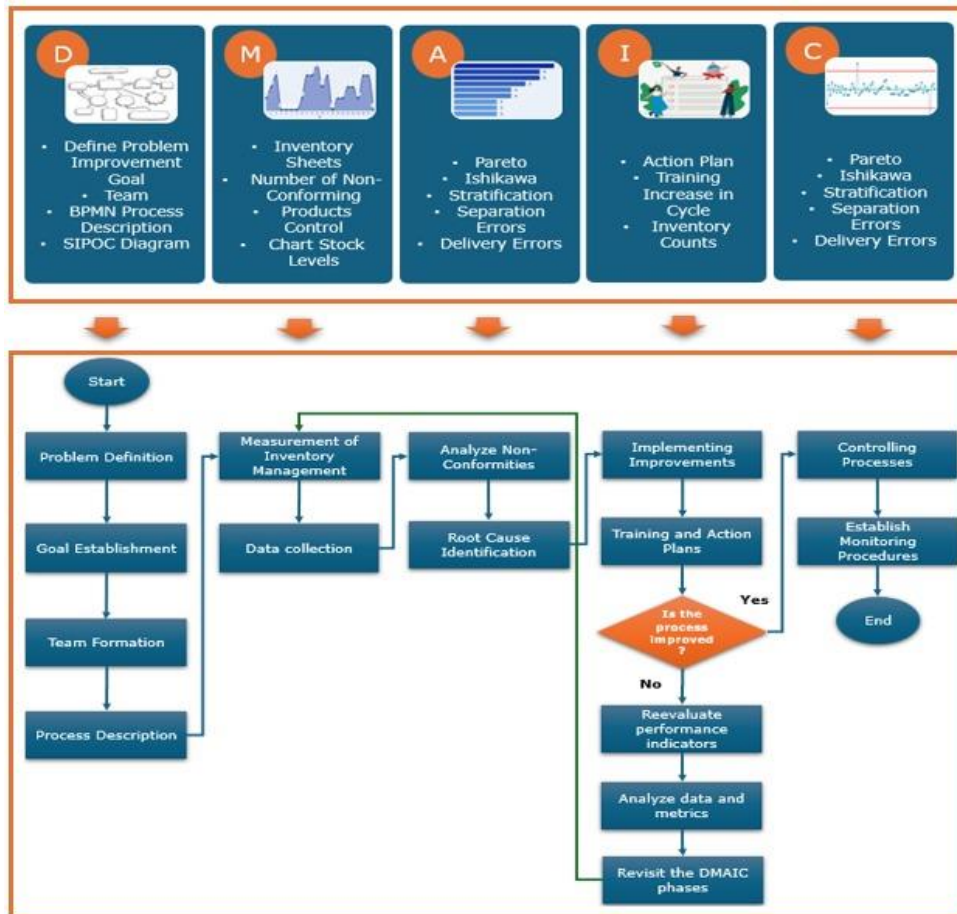 D
• Define Problem
Improvement
Goal
• Team
• BPMN Process
Description
• SIPOC Diagram
M
• Inventory
Sheets
• Number of Non-
Conforming
• Products
Control
• Chart Stock
Levels
A
• Pareto
• Ishikawa
• Stratification
• Separation
Errors
• Delivery Errors
I
• Action Plan
• Training
Increase in
Cycle
• Inventory
Counts
C
• Pareto
• Ishikawa
• Stratification
• Separation
Errors
• Delivery Errors
Start
Problem Definition
Goal Establishment
Team Formation
Process Description
Measurement of
Inventory
Management
Data collection
Analyze Non-
Conformities
Root Cause
Identification
Implementing
Improvements
Training and Action
Plans
Is the
process
improved
?
Yes
No
Reevaluate
performance
indicators
Analyze data and
metrics
Revisit the DMAIC
phases
Controlling
Processes
Establish
Monitoring
Procedures
End